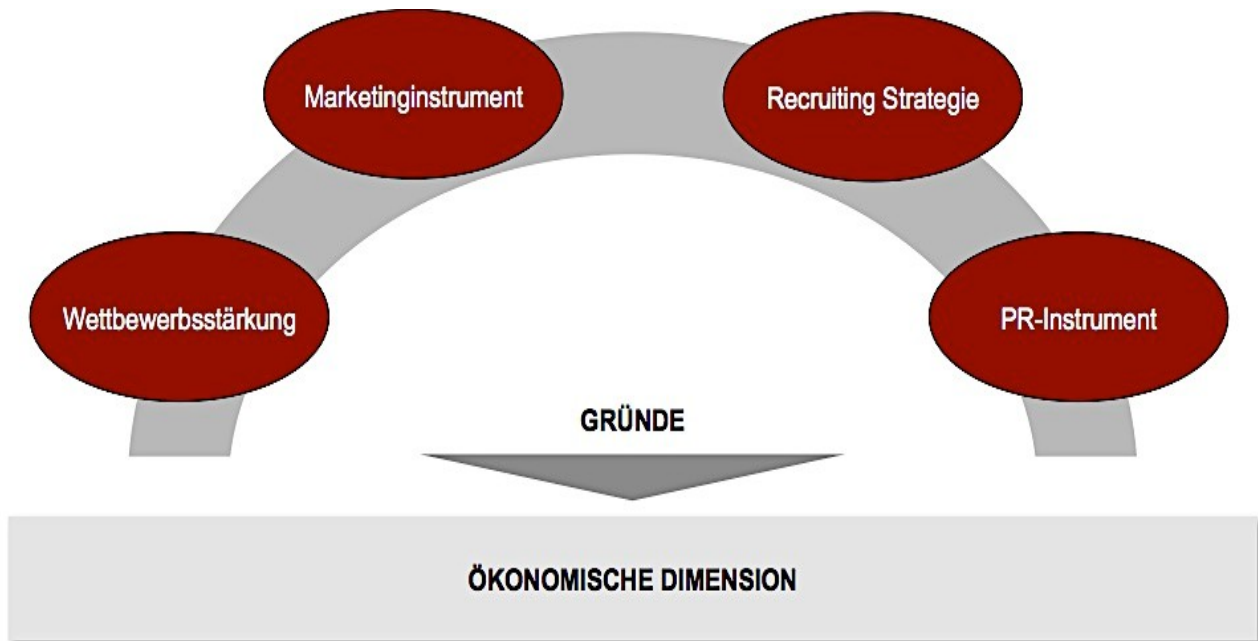 Marketinginstrument
Recruiting Strategie
Wettbewerbsstärkung
PR-Instrument
GRÜNDE
ÖKONOMISCHE DIMENSION